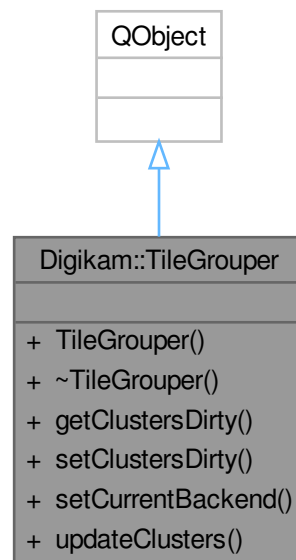 QObject
Digikam::TileGrouper
+ TileGrouper()
+ ~TileGrouper()
+ getClustersDirty()
+ setClustersDirty()
+ setCurrentBackend()
+ updateClusters()